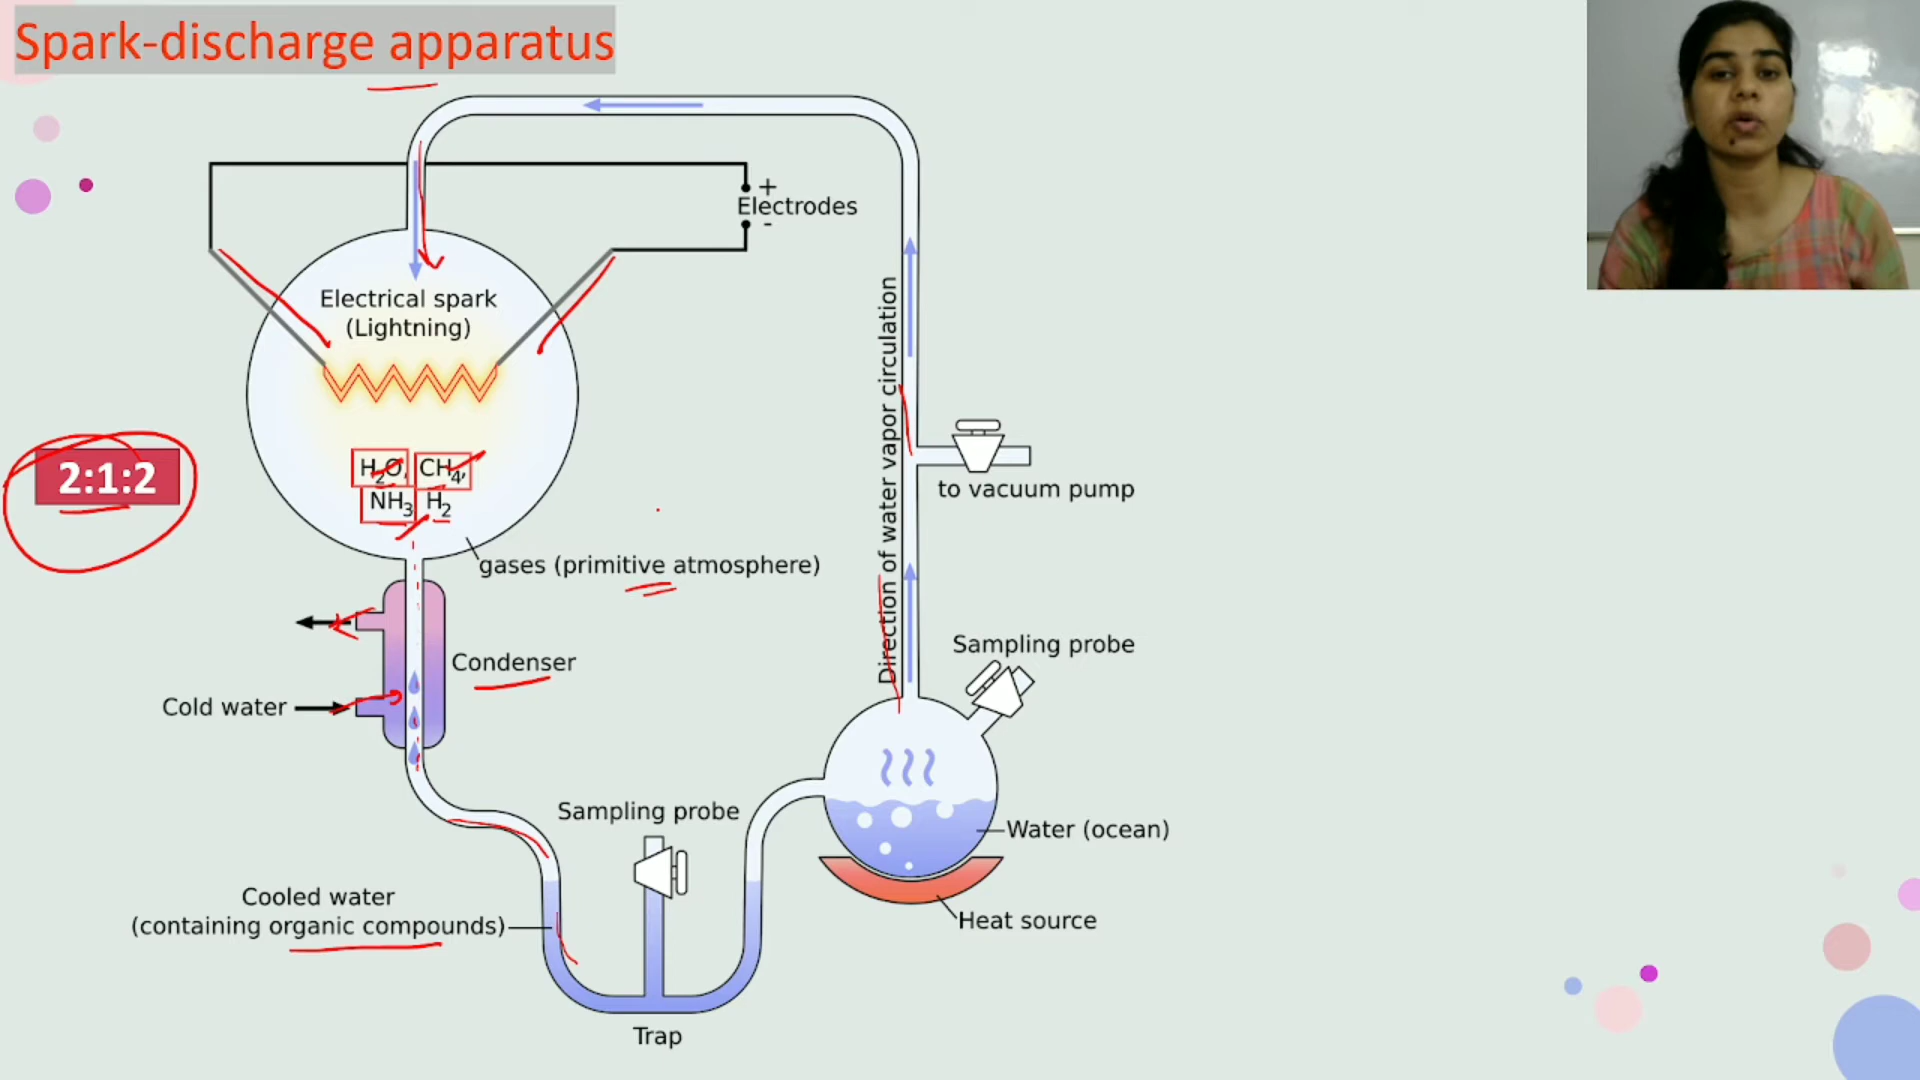 Spark-discharge apparatus
+
Electrodes
-
Electrical spark
(Lightning)
2:1:2
H₂O, CH₄,
NH₃ H₂
gases (primitive atmosphere)
Direction of water vapor circulation
to vacuum pump
Sampling probe
Condenser
Cold water
Sampling probe
Water (ocean)
Cooled water
(containing organic compounds)
Heat source
Trap